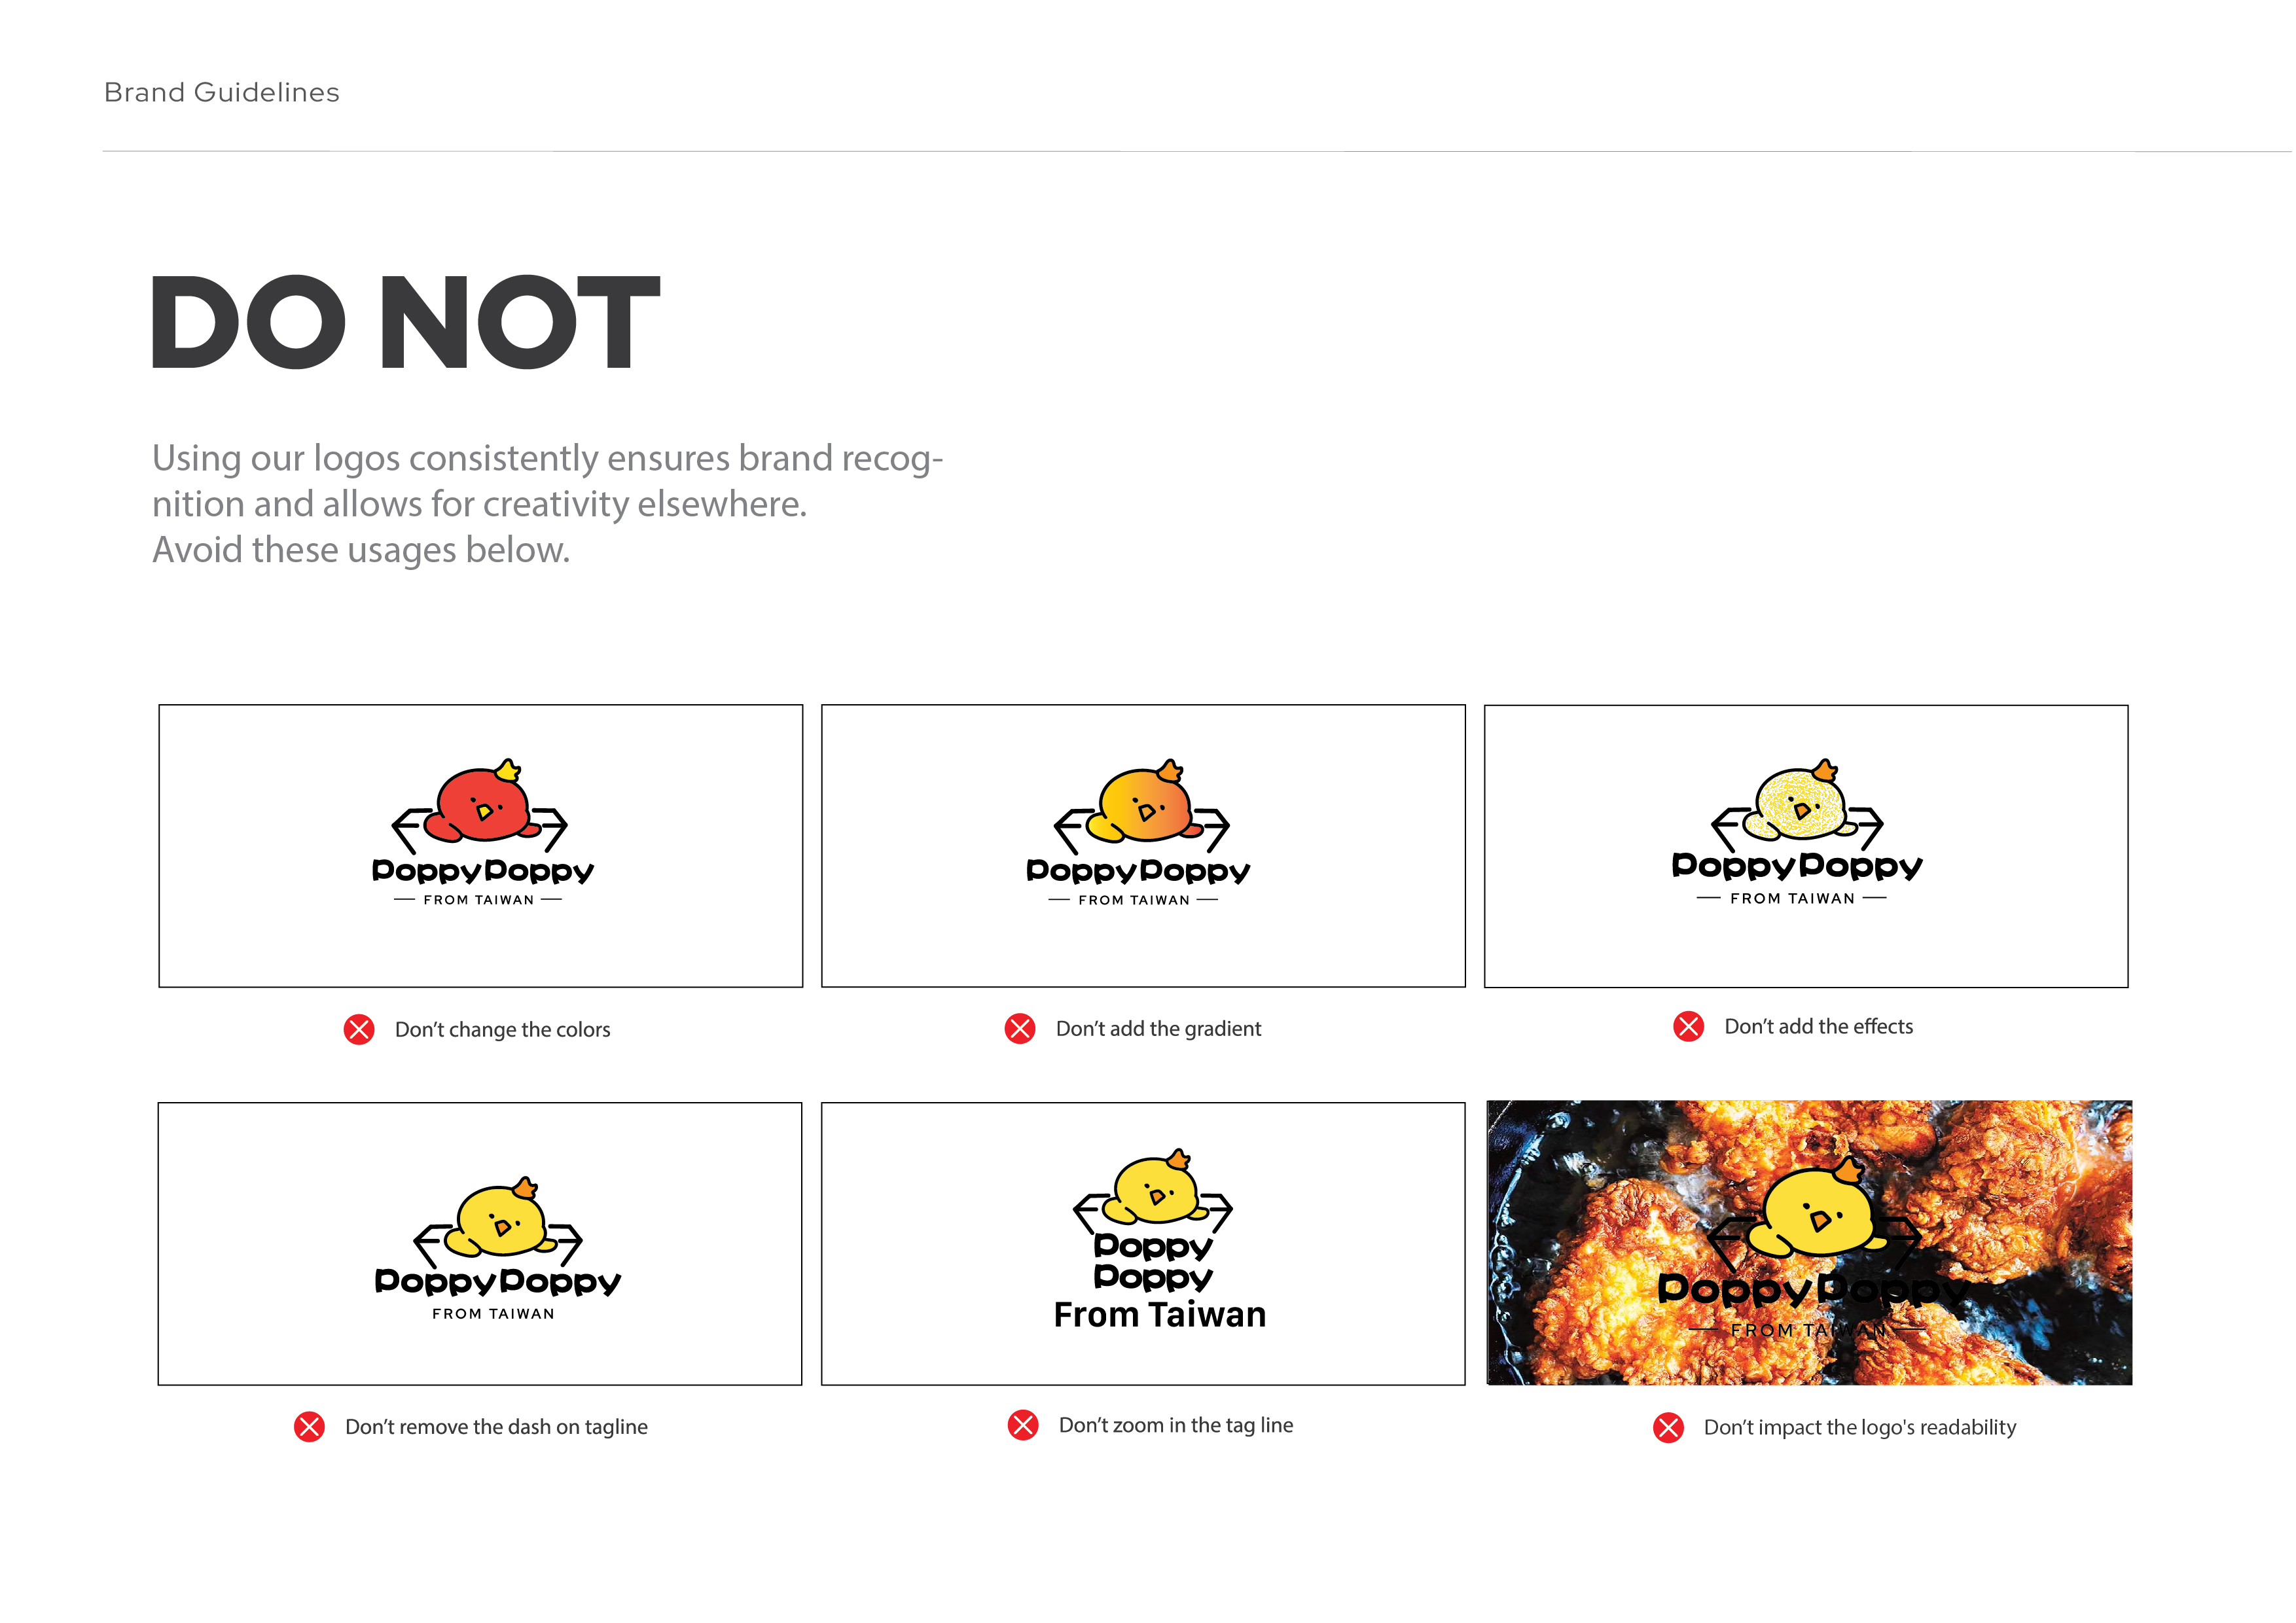 Brand Guidelines
DO NOT
Using our logos consistently ensures brand recog-
nition and allows for creativity elsewhere.
Avoid these usages below.
PoppyPoppy
FROM TAIWAN
PoppyPoppy
FROM TAIWAN
PoppyPoppy
FROM TAIWAN
Don’t change the colors
Don’t add the gradient
Don’t add the effects
PoppyPoppy
FROM TAIWAN
Poppy
Poppy
From Taiwan
PoppyPoppy
FROM TAIWAN
Don’t remove the dash on tagline
Don’t zoom in the tag line
Don’t impact the logo's readability